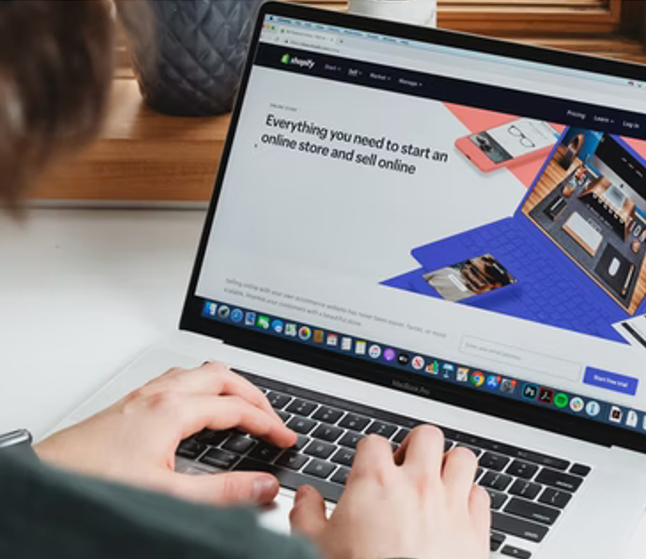 shopify
Start Sell Market Manage
Pricing Learn Log in
ONLINE STORE
Everything you need to start an
online store and sell online
Selling online with your own ecommerce website has never been easier, faster, or more
scalable. Impress your customers with a beautiful store.
Enter your email address
Start free trial
MacBook Pro